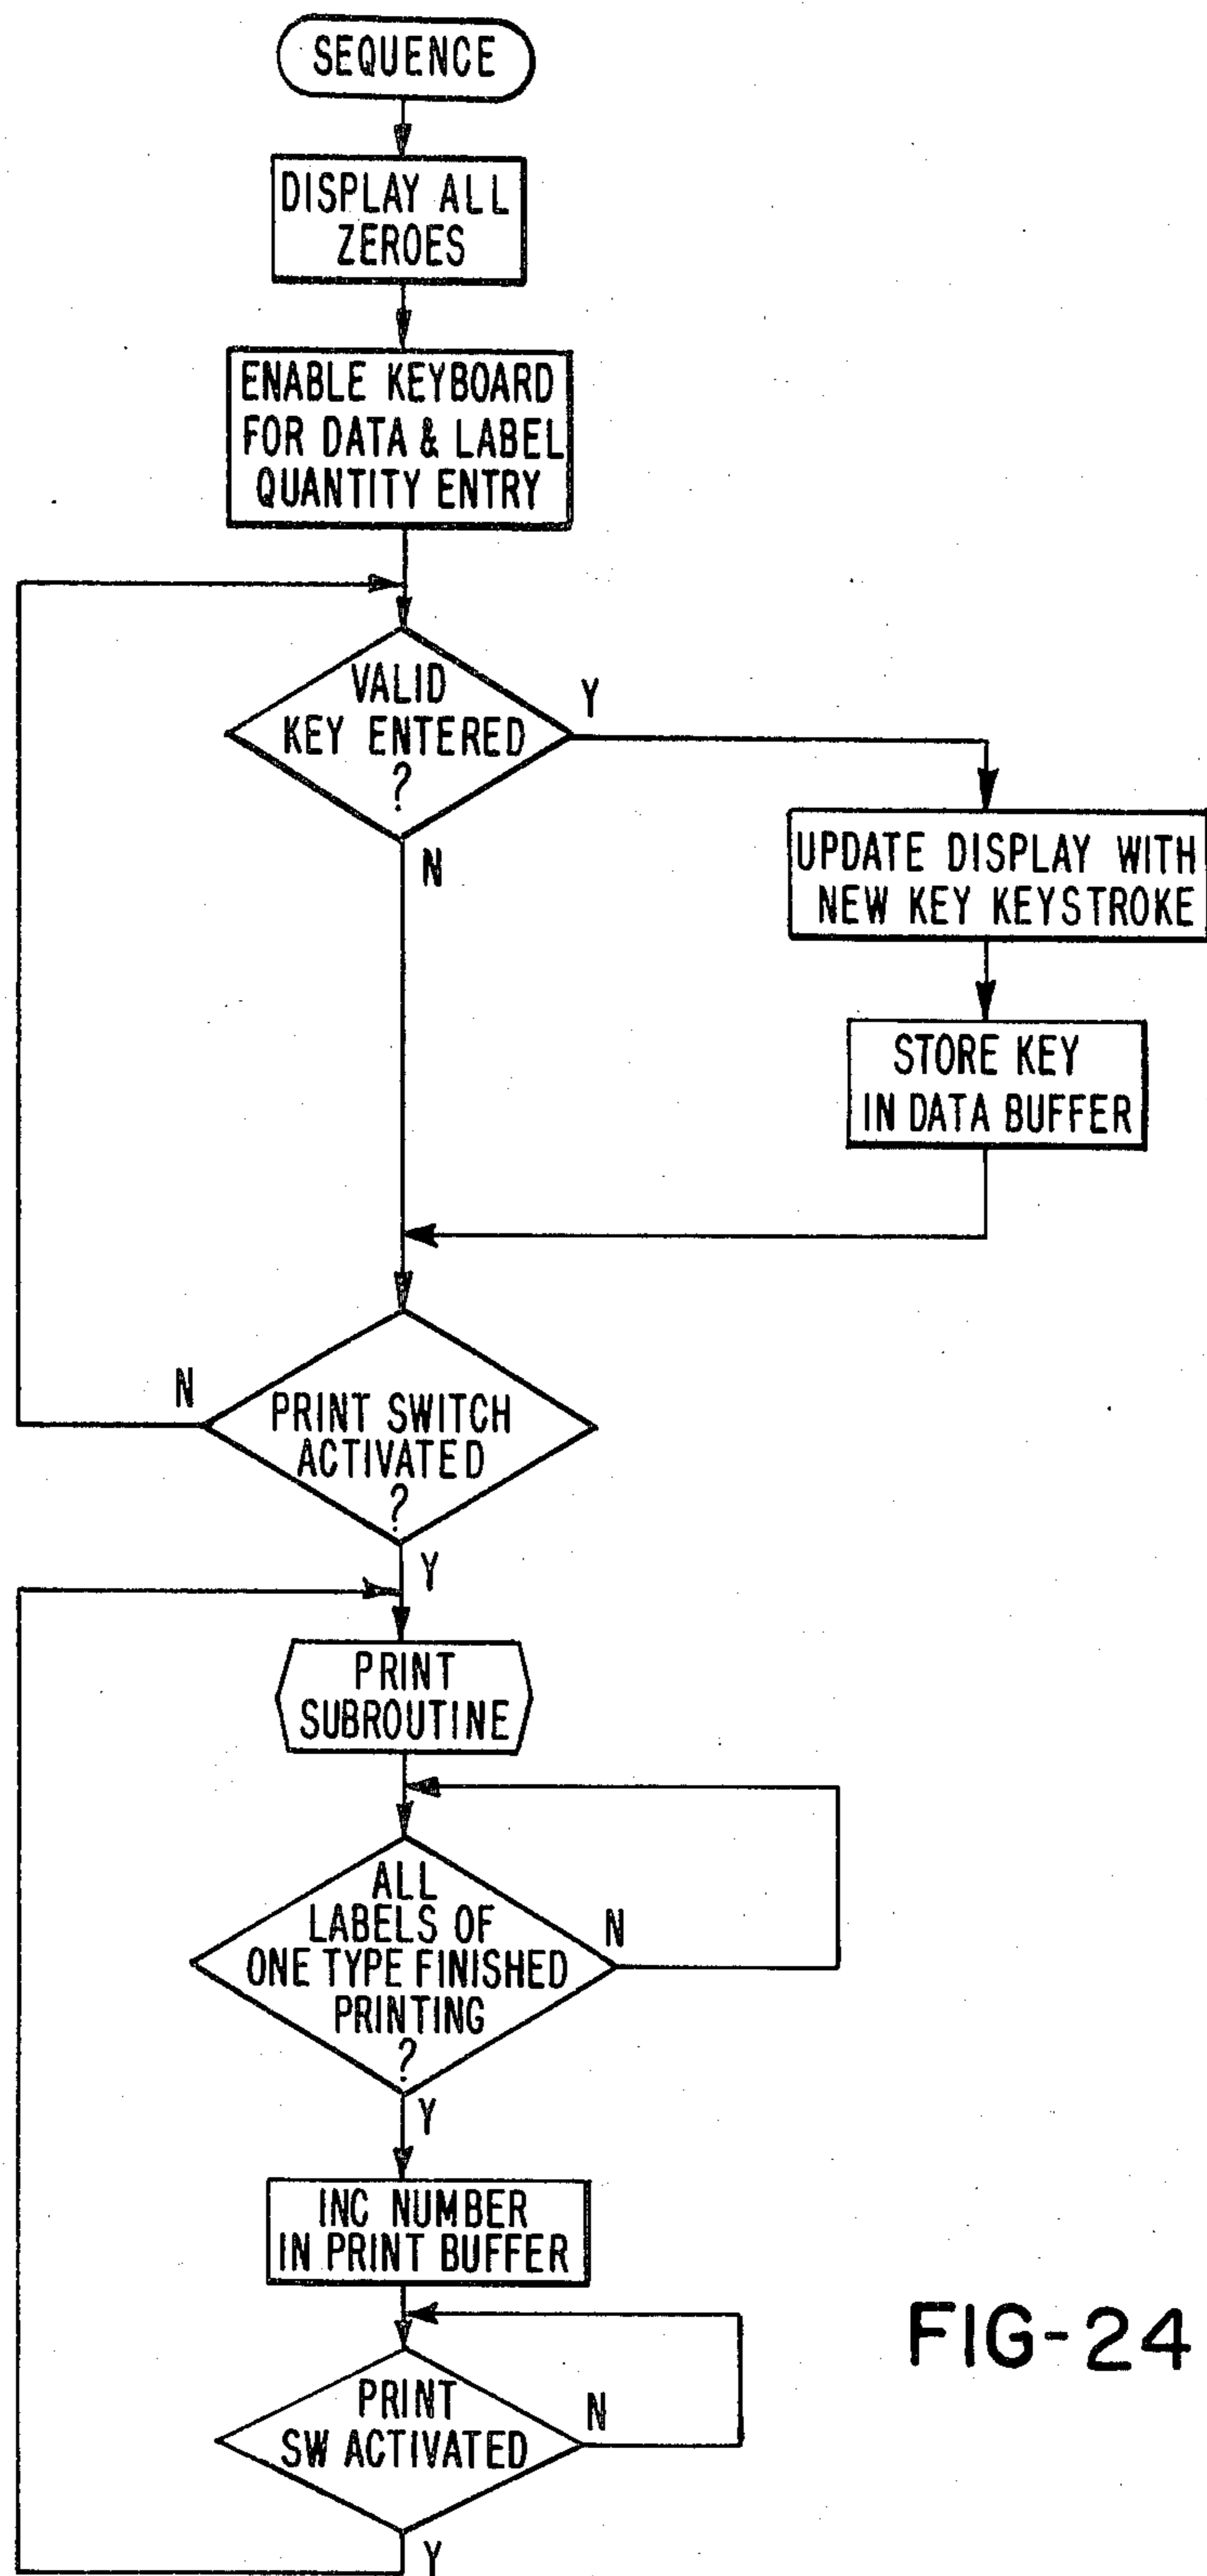 SEQUENCE
DISPLAY ALL
ZEROES
ENABLE KEYBOARD
FOR DATA & LABEL
QUANTITY ENTRY
VALID
KEY ENTERED
?
Y
N
UPDATE DISPLAY WITH
NEW KEY KEYSTROKE
STORE KEY
IN DATA BUFFER
PRINT SWITCH
ACTIVATED
?
N
Y
PRINT
SUBROUTINE
ALL
LABELS OF
ONE TYPE FINISHED
PRINTING
?
N
Y
INC NUMBER
IN PRINT BUFFER
PRINT
SW ACTIVATED
N
Y
FIG-24